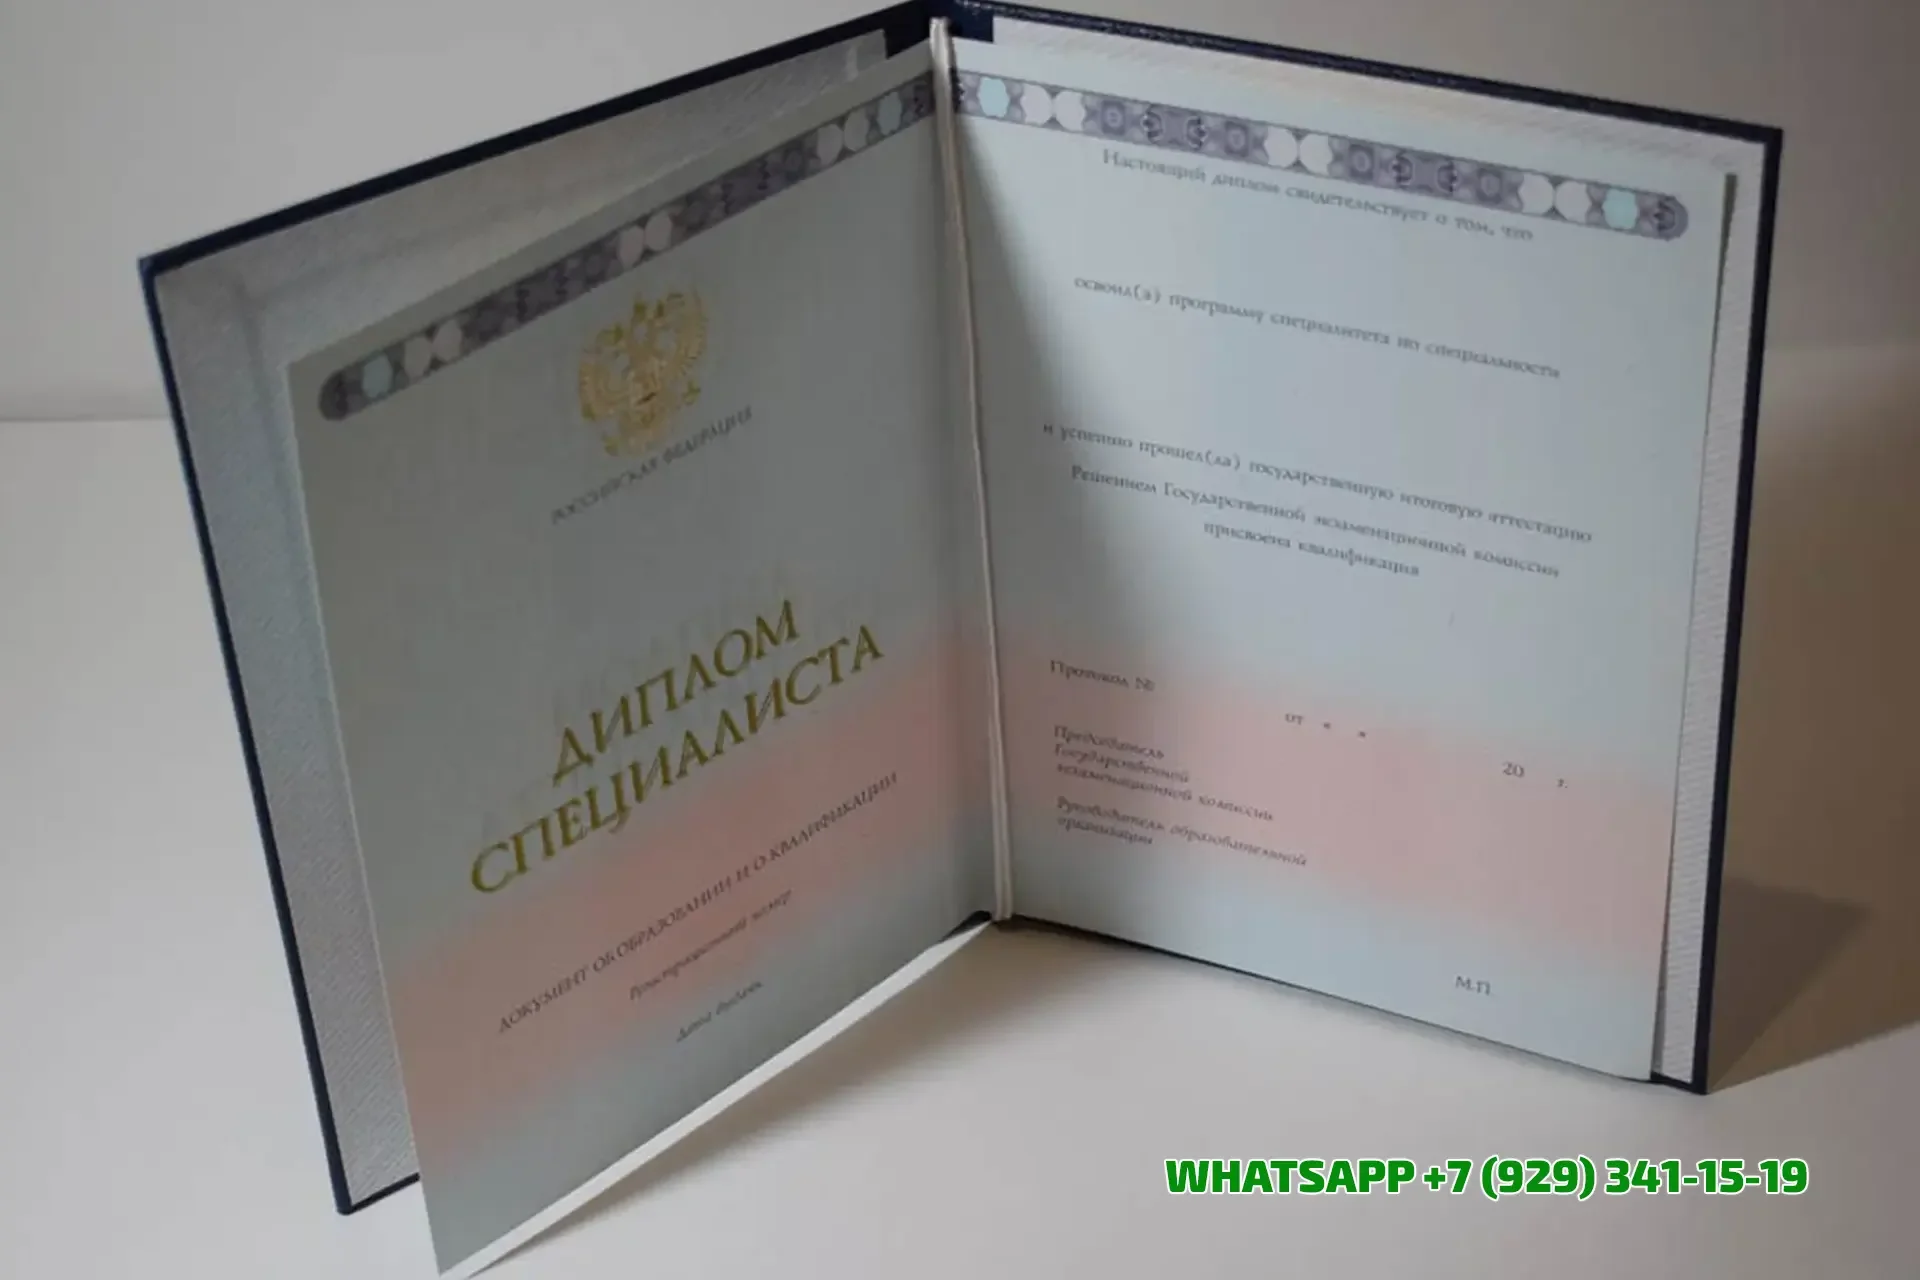 РОССИЙСКАЯ ФЕДЕРАЦИЯ
ДИПЛОМ
СПЕЦИАЛИСТА
ДОКУМЕНТ ОБ ОБРАЗОВАНИИ И О КВАЛИФИКАЦИИ
Регистрационный номер
Дата выдачи
Настоящий диплом свидетельствует о том, что
освоил(а) программу специалитета по специальности
и успешно прошел(ла) государственную итоговую аттестацию
Решением Государственной экзаменационной комиссии
присвоена квалификация
Протокол №
от « »
20 г.
Председатель
Государственной
экзаменационной комиссии
Руководитель образовательной
организации
М.П.
WHATSAPP +7 (929) 341-15-19